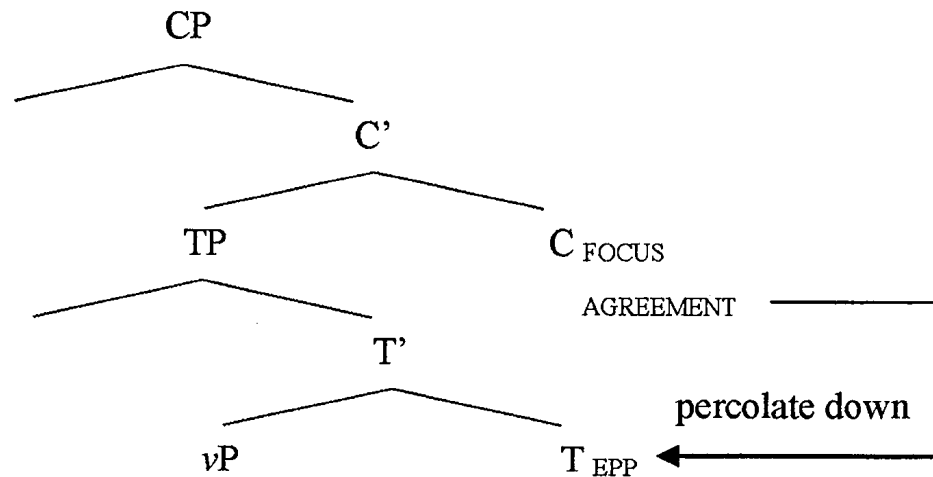 CP
C’
TP C FOCUS
AGREEMENT
T’
percolate down
vP T EPP